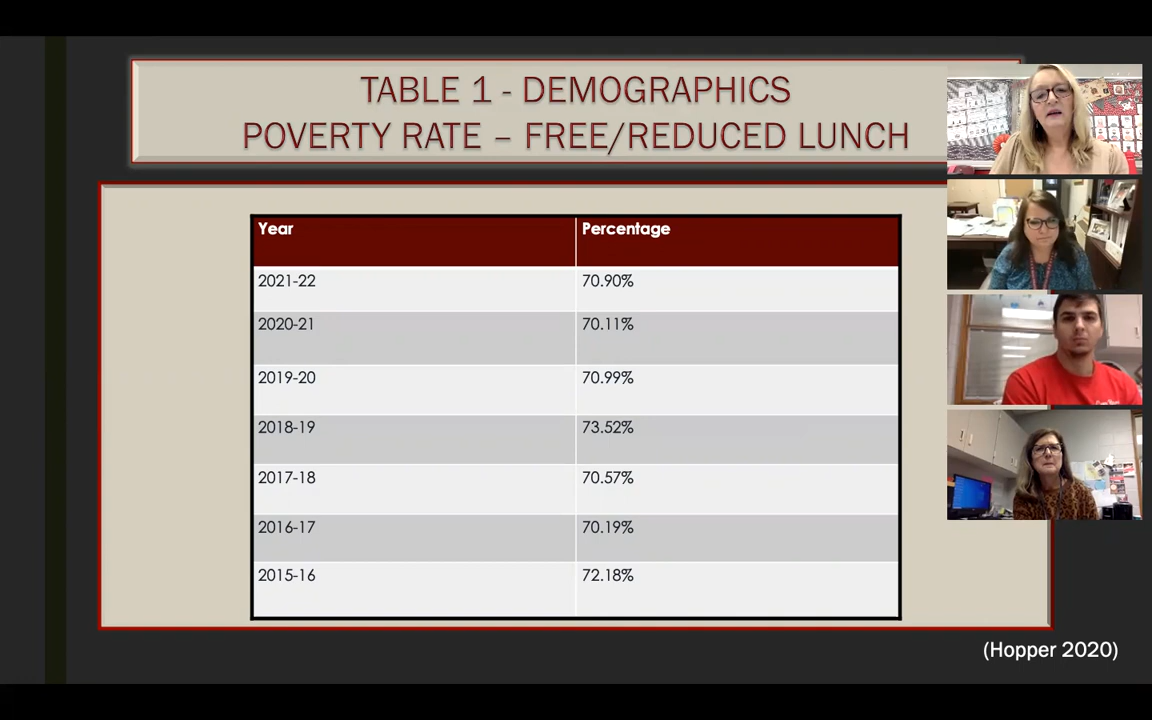 TABLE 1 - DEMOGRAPHICS
POVERTY RATE – FREE/REDUCED LUNCH
Year Percentage
2021-22 70.90%
2020-21 70.11%
2019-20 70.99%
2018-19 73.52%
2017-18 70.57%
2016-17 70.19%
2015-16 72.18%
(Hopper 2020)